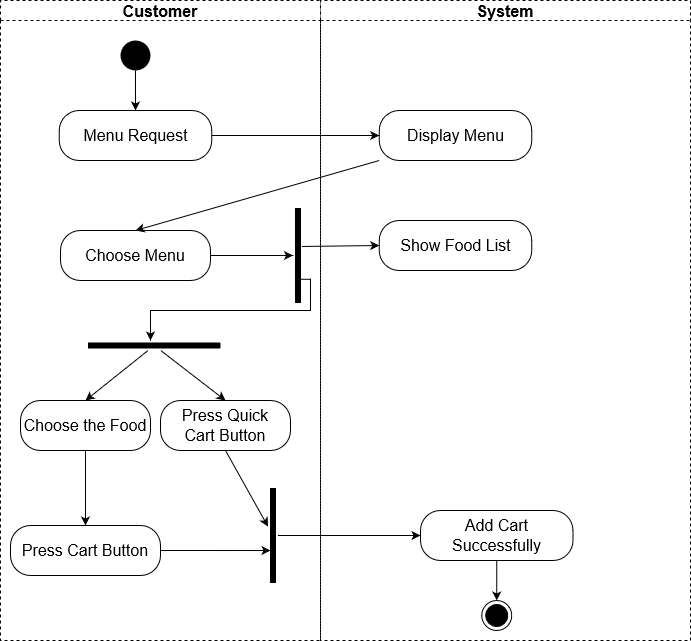 Customer
System
Menu Request
Display Menu
Choose Menu
Show Food List
Choose the Food
Press Quick
Cart Button
Press Cart Button
Add Cart
Successfully